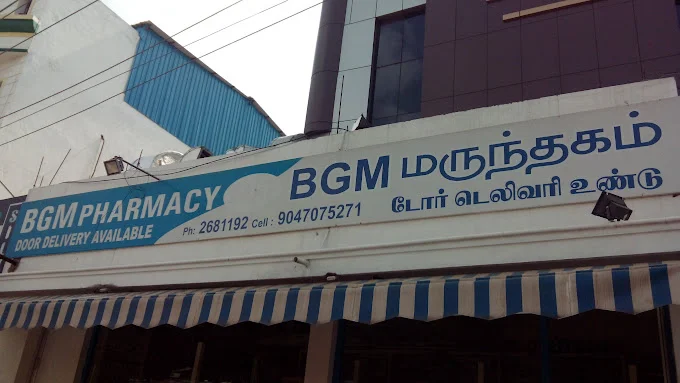 BGM PHARMACY
DOOR DELIVERY AVAILABLE
Ph: 2681192 Cell : 9047075271
BGM மருந்தகம்
டோர் டெலிவரி உண்டு